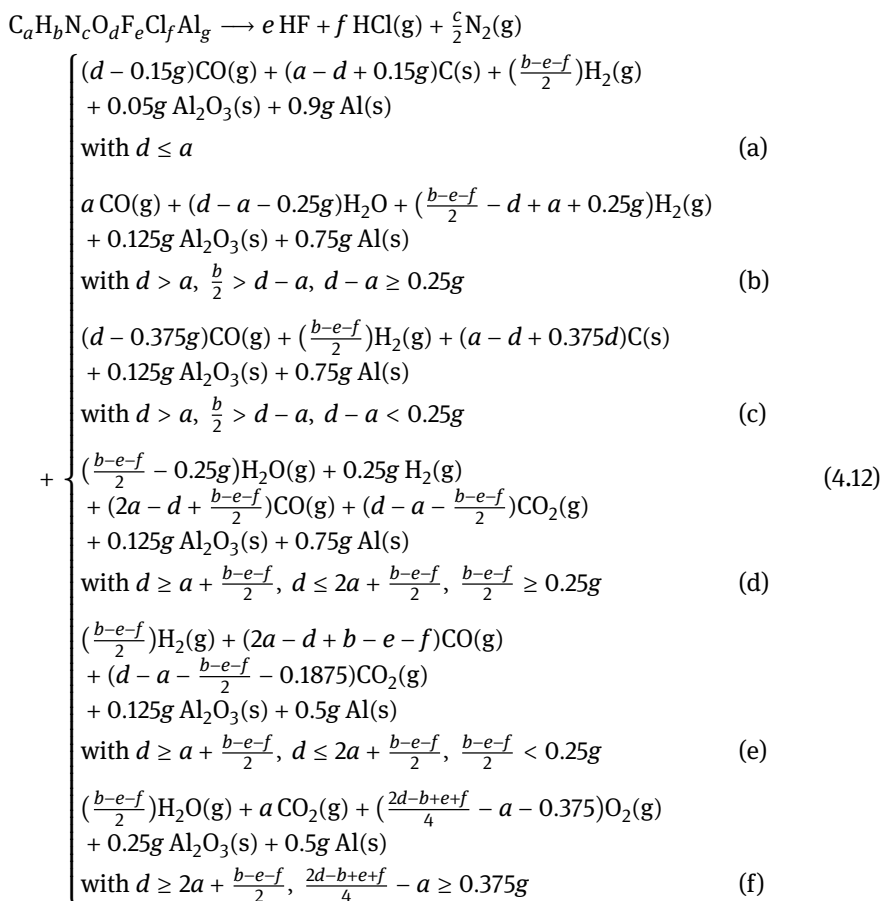 CₐH_bN_cO_dF_eCl_fAl_g ⟶ e HF + f HCl(g) + c/2 N₂(g)
(d − 0.15g)CO(g) + (a − d + 0.15g)C(s) + ((b−e−f)/2)H₂(g)
+ 0.05g Al₂O₃(s) + 0.9g Al(s)
with d ≤ a (a)
a CO(g) + (d − a − 0.25g)H₂O + ((b−e−f)/2 − d + a + 0.25g)H₂(g)
+ 0.125g Al₂O₃(s) + 0.75g Al(s)
with d > a, b/2 > d − a, d − a ≥ 0.25g (b)
(d − 0.375g)CO(g) + ((b−e−f)/2)H₂(g) + (a − d + 0.375d)C(s)
+ 0.125g Al₂O₃(s) + 0.75g Al(s)
with d > a, b/2 > d − a, d − a < 0.25g (c)
+ { ((b−e−f)/2 − 0.25g)H₂O(g) + 0.25g H₂(g) (4.12)
+ (2a − d + (b−e−f)/2)CO(g) + (d − a − (b−e−f)/2)CO₂(g)
+ 0.125g Al₂O₃(s) + 0.75g Al(s)
with d ≥ a + (b−e−f)/2, d ≤ 2a + (b−e−f)/2, (b−e−f)/2 ≥ 0.25g (d)
((b−e−f)/2)H₂(g) + (2a − d + b − e − f)CO(g)
+ (d − a − (b−e−f)/2 − 0.1875)CO₂(g)
+ 0.125g Al₂O₃(s) + 0.5g Al(s)
with d ≥ a + (b−e−f)/2, d ≤ 2a + (b−e−f)/2, (b−e−f)/2 < 0.25g (e)
((b−e−f)/2)H₂O(g) + a CO₂(g) + ((2d−b+e+f)/4 − a − 0.375)O₂(g)
+ 0.25g Al₂O₃(s) + 0.5g Al(s)
with d ≥ 2a + (b−e−f)/2, (2d−b+e+f)/4 − a ≥ 0.375g (f)